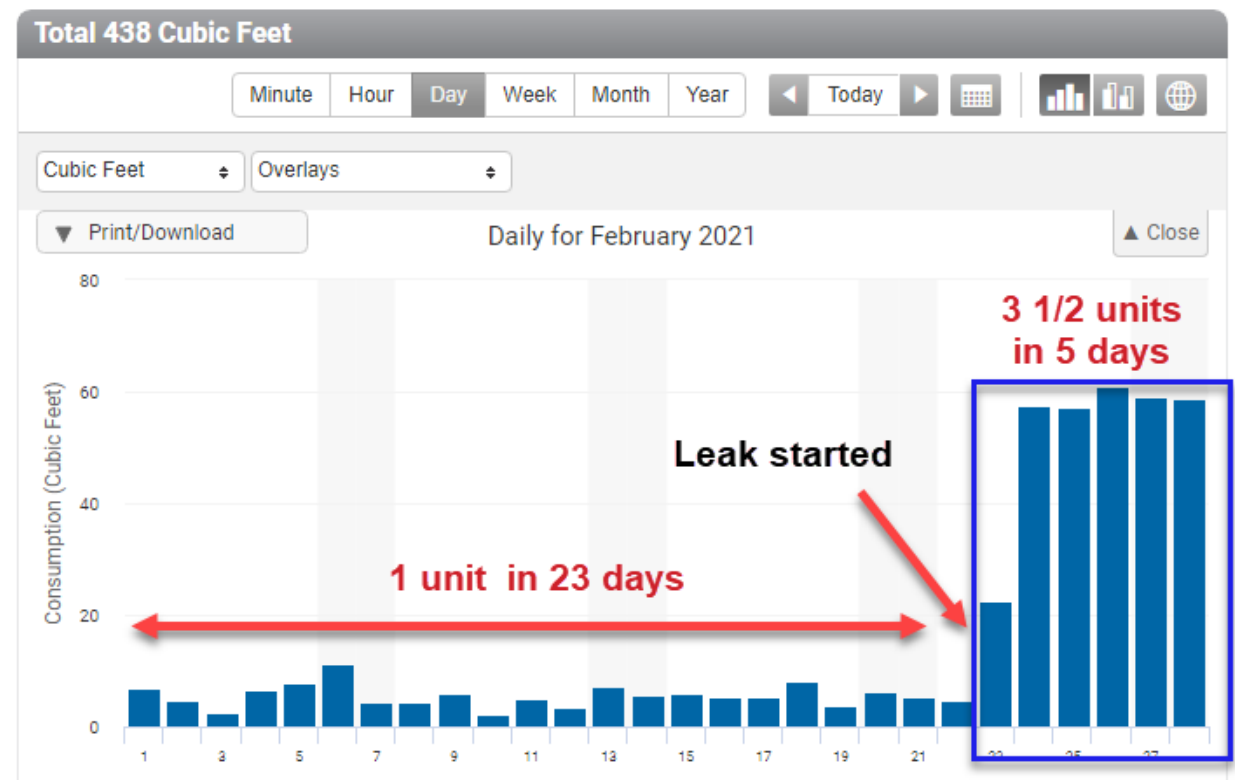 Total 438 Cubic Feet
Minute Hour Day Week Month Year Today
Cubic Feet Overlays
Print/Download Daily for February 2021 Close
80
3 1/2 units
in 5 days
60
Consumption (Cubic Feet)
Leak started
40
1 unit in 23 days
20
0
1 3 5 7 9 11 13 15 17 19 21